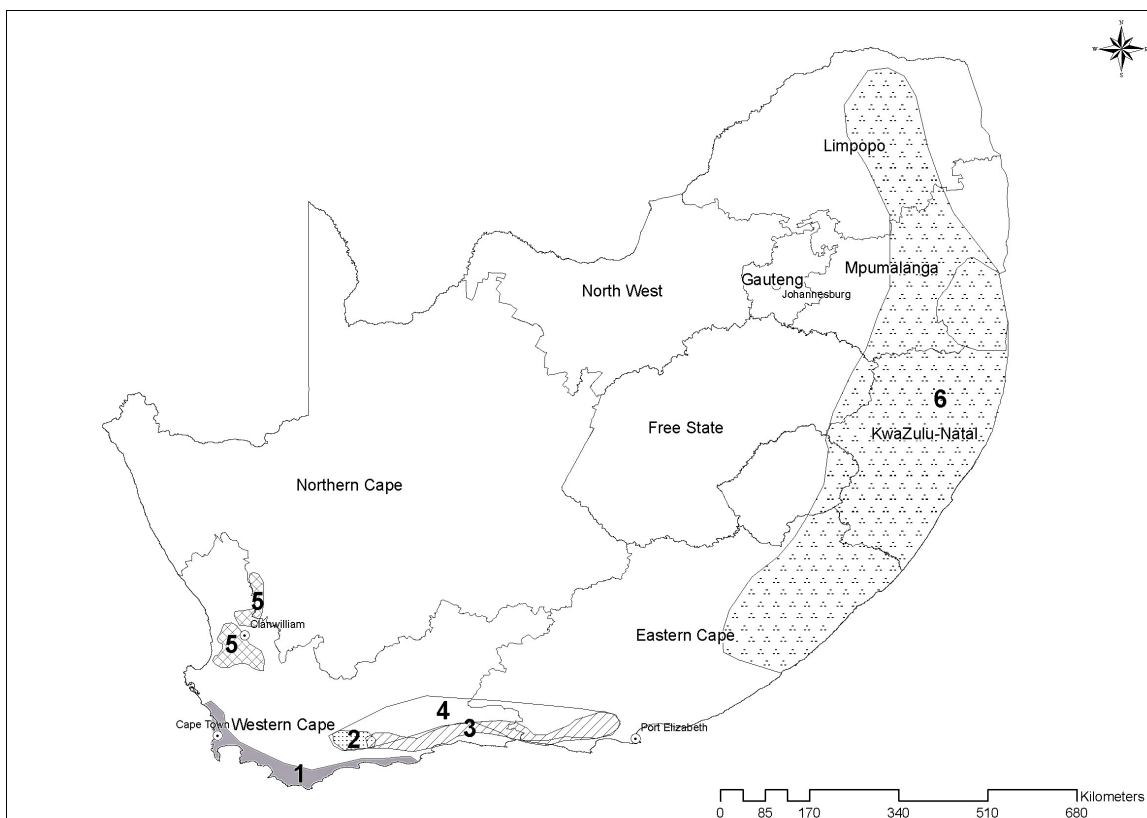 N
W
E
S
Limpopo
Mpumalanga
Gauteng
Johannesburg
North West
6
Free State
KwaZulu-Natal
Northern Cape
5
Clanwilliam
Eastern Cape
5
4
Cape Town
Western Cape
3
Port Elizabeth
2
1
Kilometers
0 85 170 340 510 680